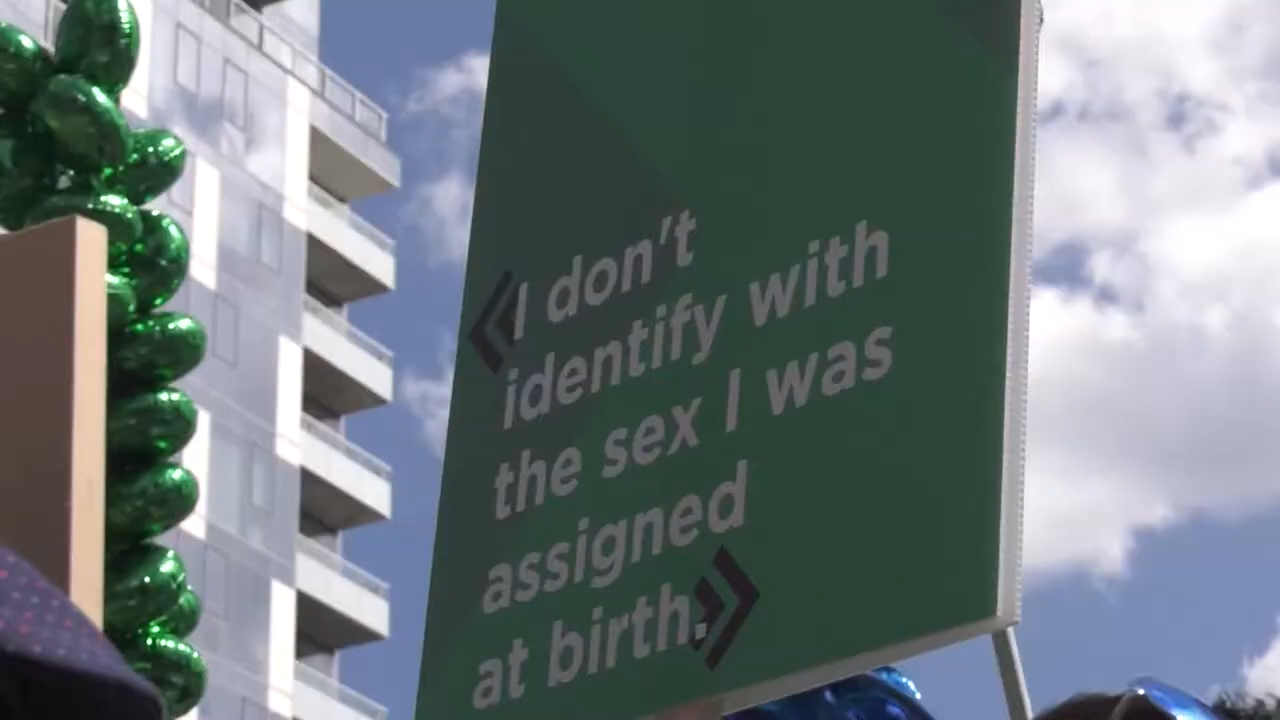 «I don't
identify with
the sex I was
assigned
at birth.»